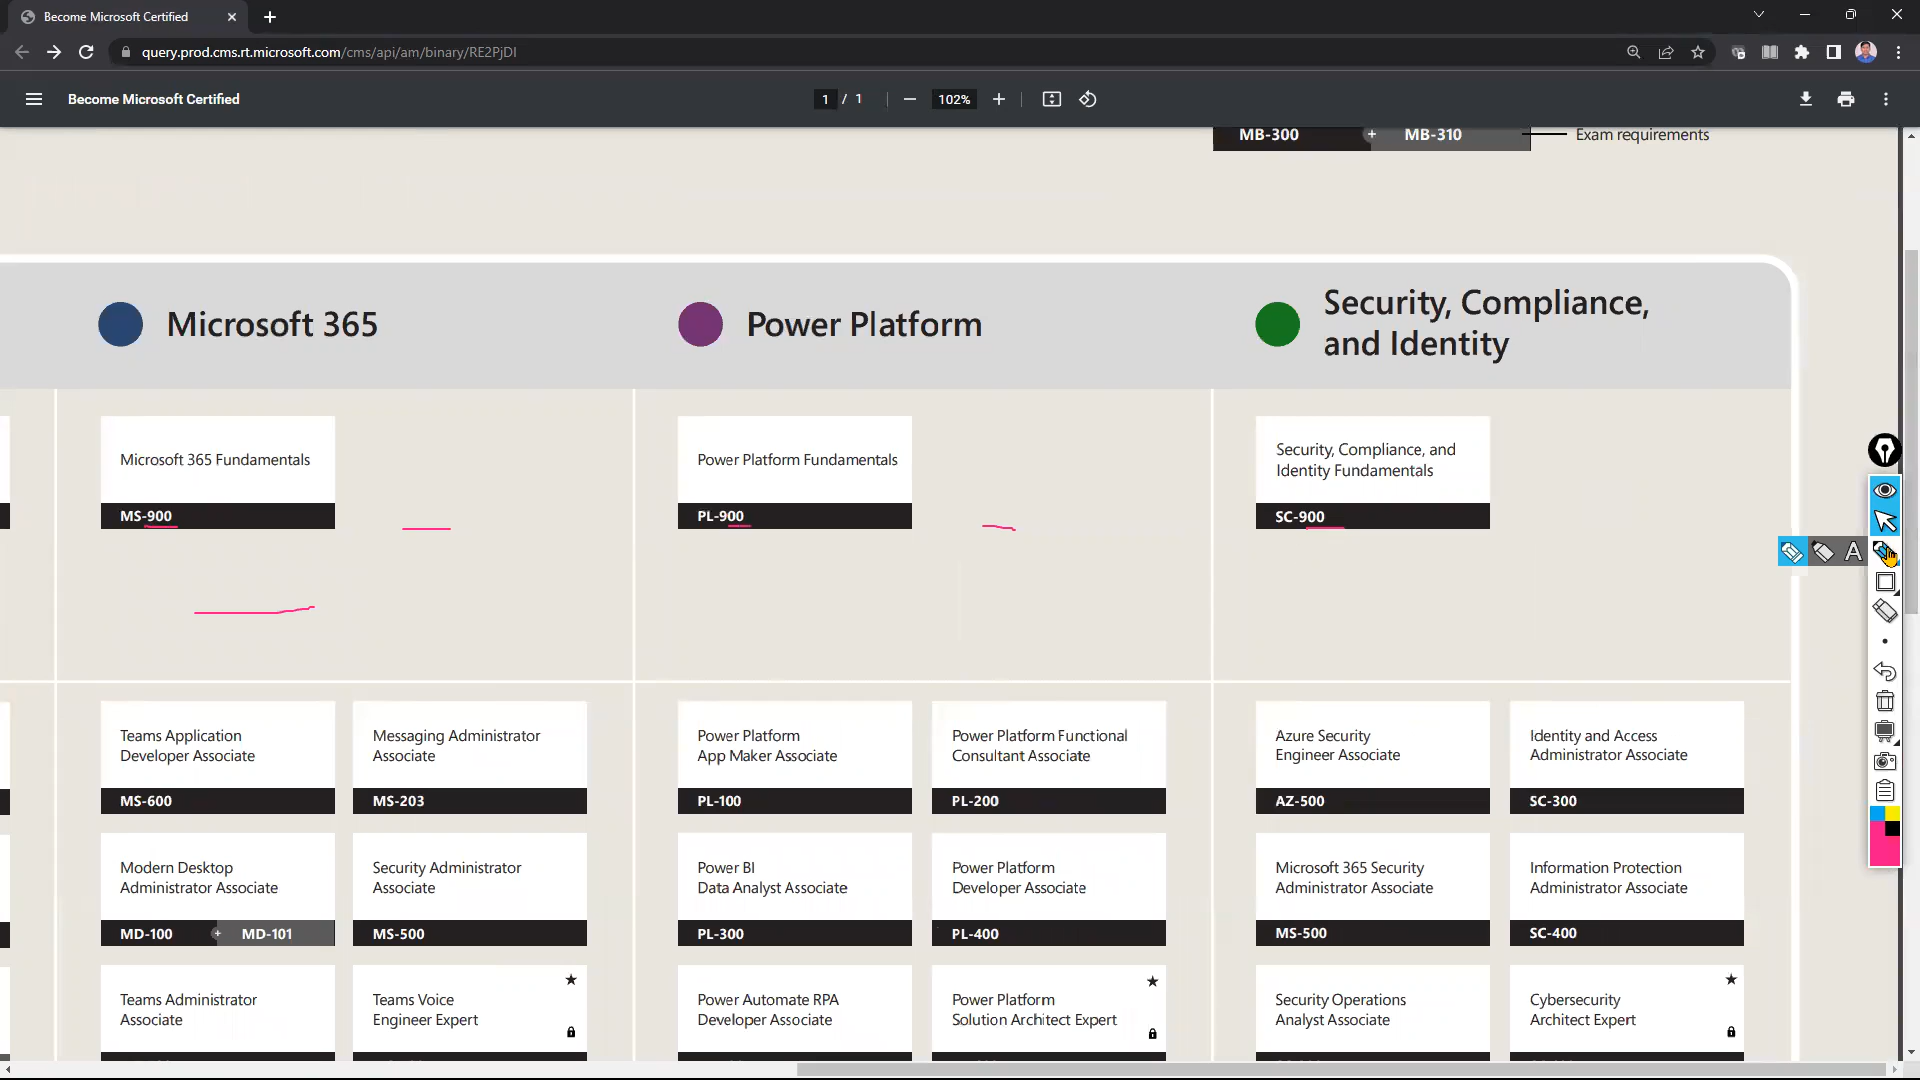 Become Microsoft Certified
query.prod.cms.rt.microsoft.com/cms/api/am/binary/RE2PjDI
Become Microsoft Certified
1 / 1
102%
MB-300 + MB-310
Exam requirements
Microsoft 365
Power Platform
Security, Compliance,
and Identity
Microsoft 365 Fundamentals
MS-900
Power Platform Fundamentals
PL-900
Security, Compliance, and
Identity Fundamentals
SC-900
A
Teams Application
Developer Associate
MS-600
Messaging Administrator
Associate
MS-203
Power Platform
App Maker Associate
PL-100
Power Platform Functional
Consultant Associate
PL-200
Azure Security
Engineer Associate
AZ-500
Identity and Access
Administrator Associate
SC-300
Modern Desktop
Administrator Associate
MD-100 + MD-101
Security Administrator
Associate
MS-500
Power BI
Data Analyst Associate
PL-300
Power Platform
Developer Associate
PL-400
Microsoft 365 Security
Administrator Associate
MS-500
Information Protection
Administrator Associate
SC-400
Teams Administrator
Associate
Teams Voice
Engineer Expert
Power Automate RPA
Developer Associate
Power Platform
Solution Architect Expert
Security Operations
Analyst Associate
Cybersecurity
Architect Expert